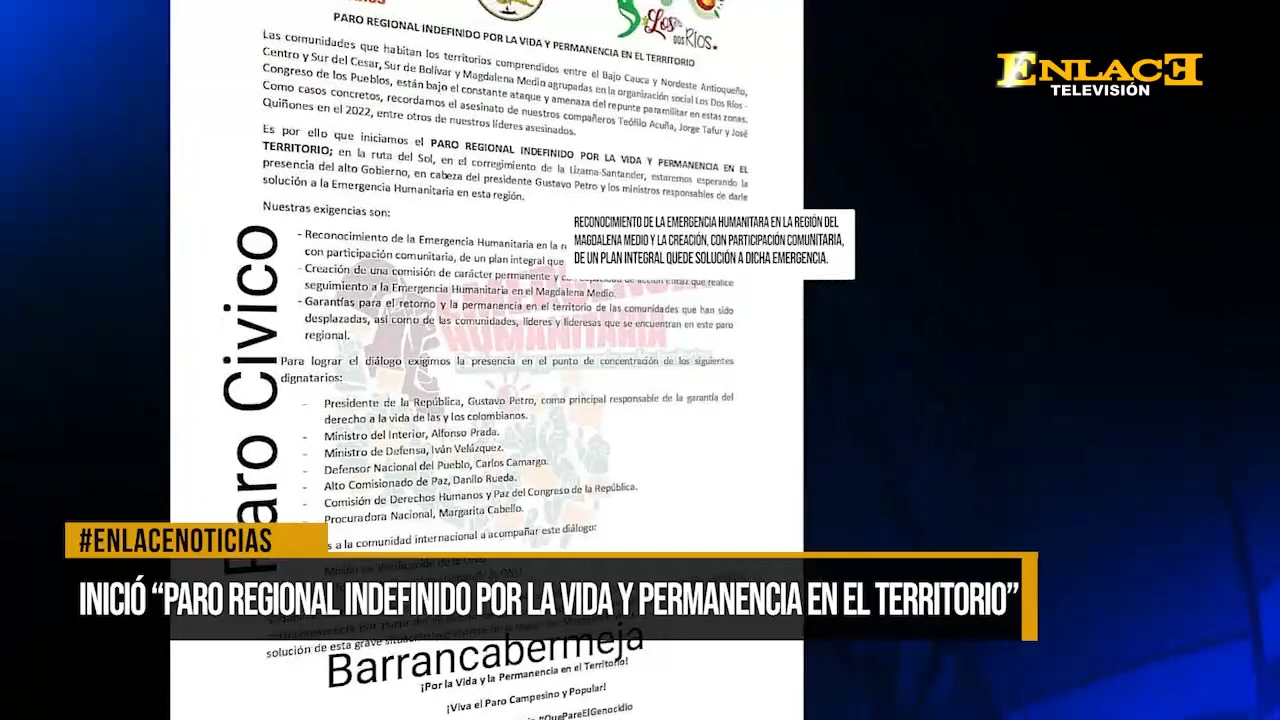 Los
DOS Ríos.
PARO REGIONAL INDEFINIDO POR LA VIDA Y PERMANENCIA EN EL TERRITORIO
Las comunidades que habitan los territorios comprendidos entre el Bajo Cauca y Nordeste Antioqueño,
Centro y Sur del Cesar, Sur de Bolívar y Magdalena Medio agrupadas en la organización social Los Dos Ríos -
Congreso de los Pueblos, están bajo el constante ataque y amenaza del repunte paramilitar en estas zonas.
Como casos concretos, recordamos el asesinato de nuestros compañeros Teófilo Acuña, Jorge Tafur y José
Quiñones en el 2022, entre otros de nuestros líderes asesinados.
Es por ello que iniciamos el PARO REGIONAL INDEFINIDO POR LA VIDA Y PERMANENCIA EN EL
TERRITORIO; en la ruta del Sol, en el corregimiento de la Lizama-Santander, estaremos esperando la
presencia del alto Gobierno, en cabeza del presidente Gustavo Petro y los ministros responsables de darle
solución a la Emergencia Humanitaria en esta región.
Nuestras exigencias son:
- Reconocimiento de la Emergencia Humanitaria en la
con participación comunitaria, de un plan integral que
- Creación de una comisión de carácter permanente y que realice
seguimiento a la Emergencia Humanitaria en el Magdalena Medio.
- Garantías para el retorno y la permanencia en el territorio de las comunidades que han sido
desplazadas, así como de las comunidades, líderes y lideresas que se encuentran en este paro
regional.
Para lograr el diálogo exigimos la presencia en el punto de concentración de los siguientes
dignatarios:
- Presidente de la República, Gustavo Petro, como principal responsable de la garantía del
derecho a la vida de las y los colombianos.
- Ministro del Interior, Alfonso Prada.
- Ministro de Defensa, Iván Velázquez.
- Defensor Nacional del Pueblo, Carlos Camargo.
- Alto Comisionado de Paz, Danilo Rueda.
- Comisión de Derechos Humanos y Paz del Congreso de la República.
- Procuradora Nacional, Margarita Cabello.
a la comunidad internacional a acompañar este diálogo:
solución de esta grave
¡Por la Vida y la Permanencia en el Territorio!
¡Viva el Paro Campesino y Popular!
#QuePareElGenocidio
EMERGENCIA
HUMANITARIA
Paro Civico
Barrancabermeja
RECONOCIMIENTO DE LA EMERGENCIA HUMANITARA EN LA REGIÓN DEL
MAGDALENA MEDIO Y LA CREACIÓN, CON PARTICIPACIÓN COMUNITARIA,
DE UN PLAN INTEGRAL QUEDE SOLUCIÓN A DICHA EMERGENCIA.
ENLACE
TELEVISIÓN
#ENLACENOTICIAS
INICIÓ “PARO REGIONAL INDEFINIDO POR LA VIDA Y PERMANENCIA EN EL TERRITORIO”